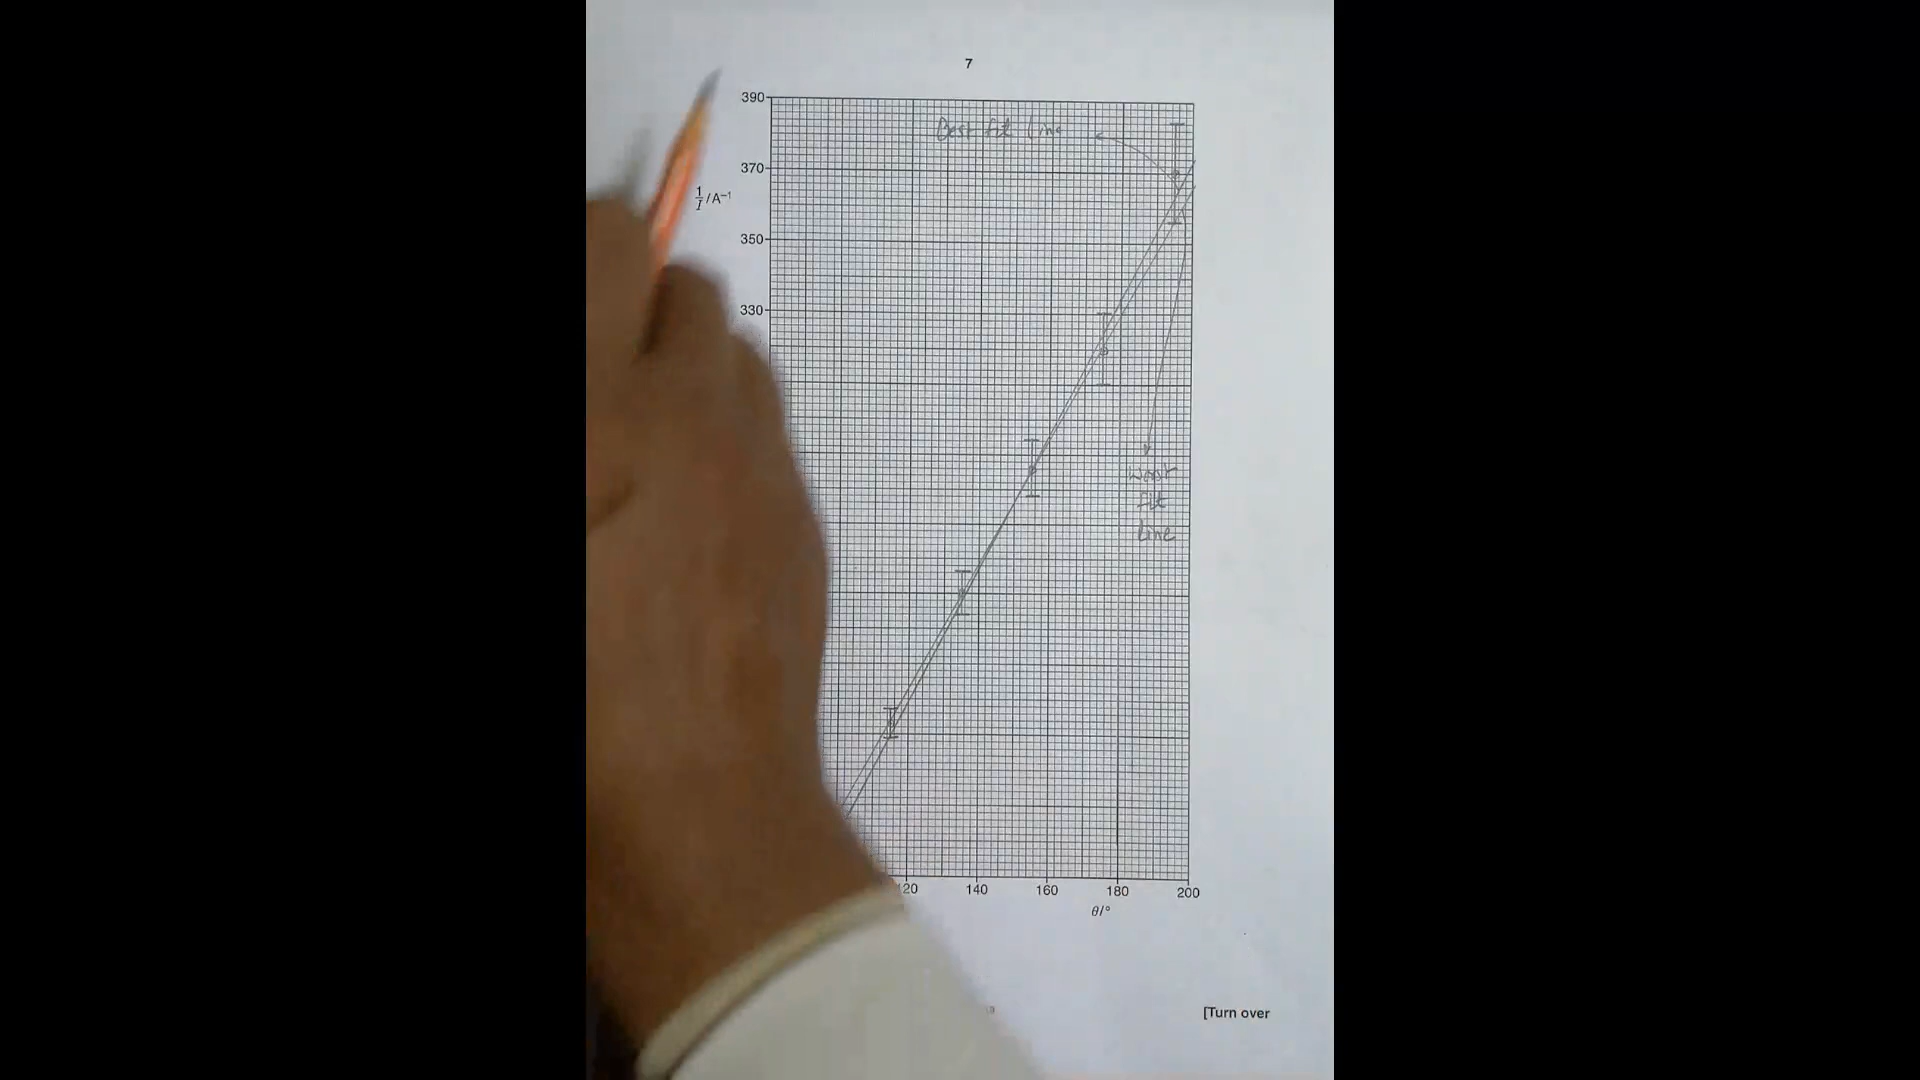 7
390
Best fit line
370
1/I /A⁻¹
350
330
Worst
fit
line
120 140 160 180 200
θ/°
[Turn over